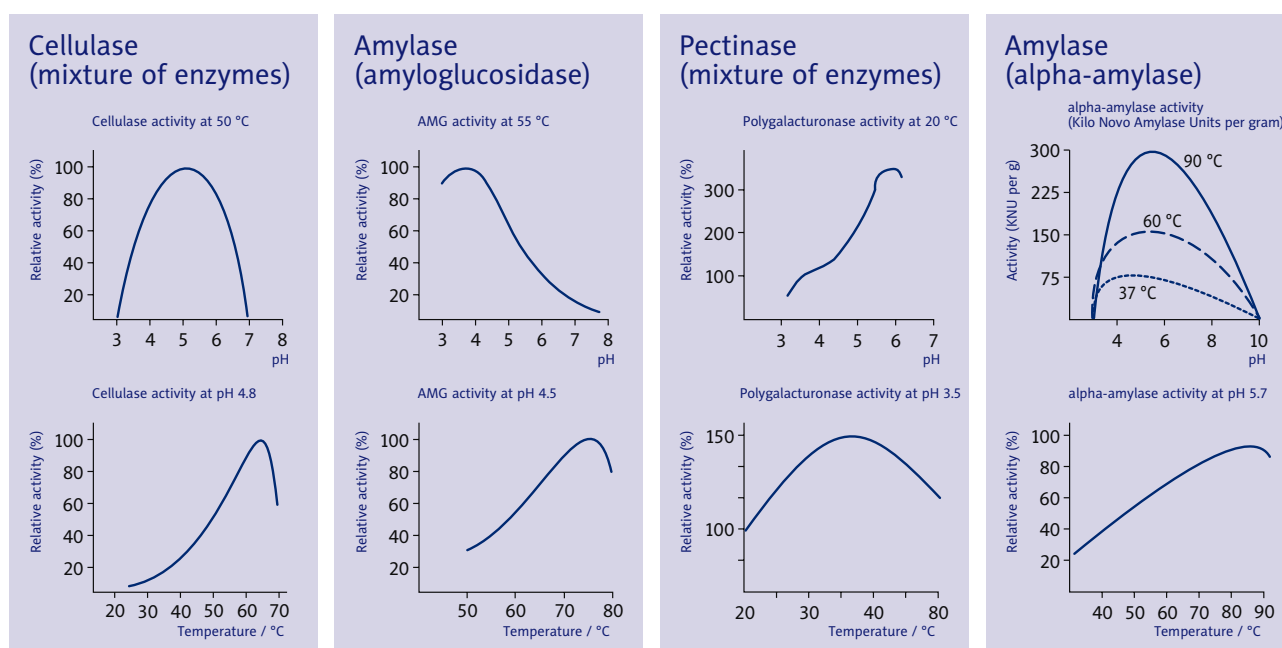 Cellulase
(mixture of enzymes)
Cellulase activity at 50 °C
Relative activity (%)
100
80
60
40
20
3 4 5 6 7 8
pH
Cellulase activity at pH 4.8
Relative activity (%)
100
80
60
40
20
20 30 40 50 60 70
Temperature / °C
Amylase
(amyloglucosidase)
AMG activity at 55 °C
Relative activity (%)
100
80
60
40
20
3 4 5 6 7 8
pH
AMG activity at pH 4.5
Relative activity (%)
100
80
60
40
20
50 60 70 80
Temperature / °C
Pectinase
(mixture of enzymes)
Polygalacturonase activity at 20 °C
Relative activity (%)
300
200
100
3 4 5 6 7
pH
Polygalacturonase activity at pH 3.5
Relative activity (%)
150
100
20 30 40 80
Temperature / °C
Amylase
(alpha-amylase)
alpha-amylase activity
(Kilo Novo Amylase Units per gram)
Activity (KNU per g)
300
225
150
75
90 °C
60 °C
37 °C
4 6 8 10
pH
alpha-amylase activity at pH 5.7
Relative activity (%)
100
80
60
40
20
40 50 60 70 80 90
Temperature / °C